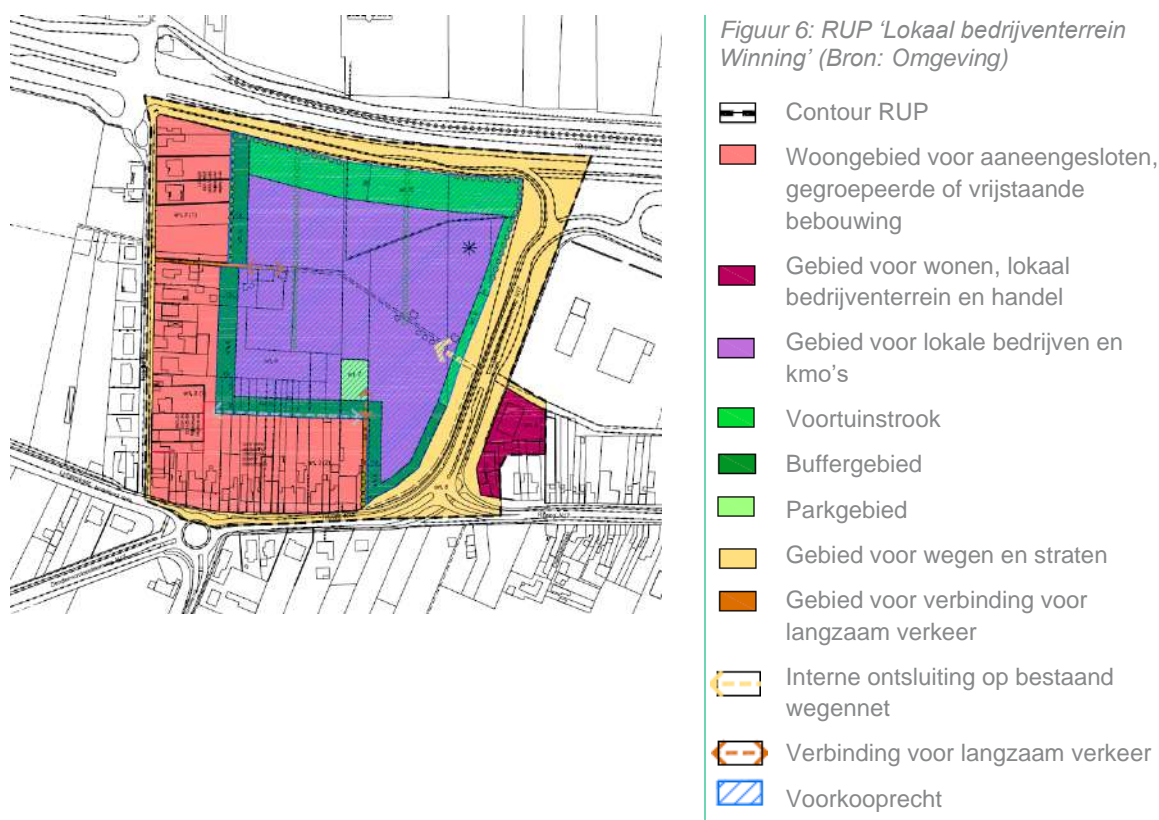 Figuur 6: RUP ‘Lokaal bedrijventerrein
Winning’ (Bron: Omgeving)
Contour RUP
Woongebied voor aaneengesloten,
gegroepeerde of vrijstaande
bebouwing
Gebied voor wonen, lokaal
bedrijventerrein en handel
Gebied voor lokale bedrijven en
kmo's
Voortuinstrook
Buffergebied
Parkgebied
Gebied voor wegen en straten
Gebied voor verbinding voor
langzaam verkeer
Interne ontsluiting op bestaand
wegennet
Verbinding voor langzaam verkeer
Voorkooprecht